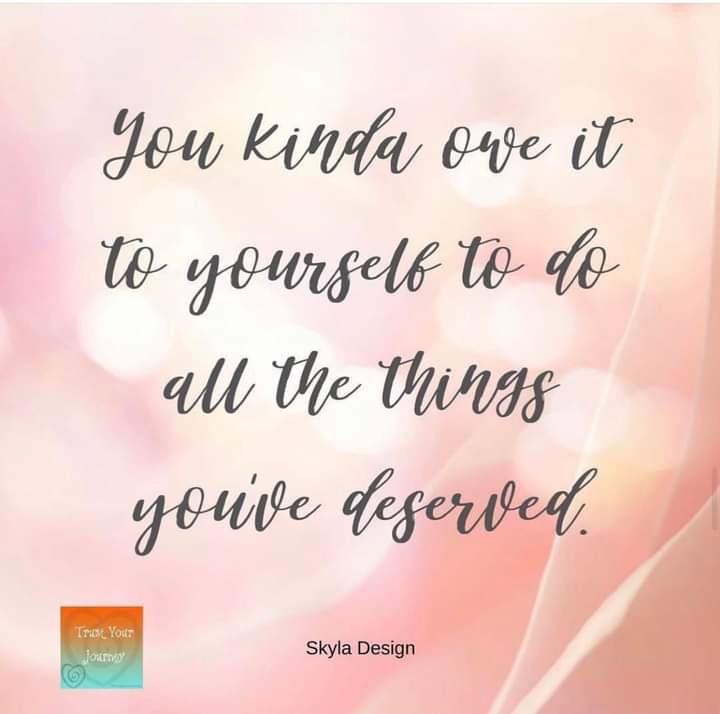 You kinda owe it
to yourself to do
all the things
you've deserved.
Trust Your
Journey
Skyla Design